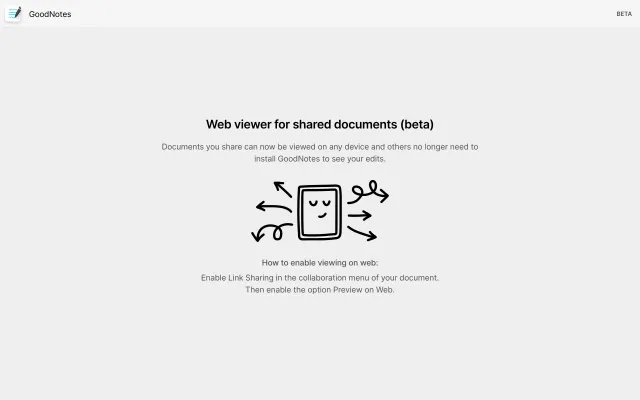 GoodNotes
BETA
Web viewer for shared documents (beta)
Documents you share can now be viewed on any device and others no longer need to
install GoodNotes to see your edits.
How to enable viewing on web:
Enable Link Sharing in the collaboration menu of your document.
Then enable the option Preview on Web.